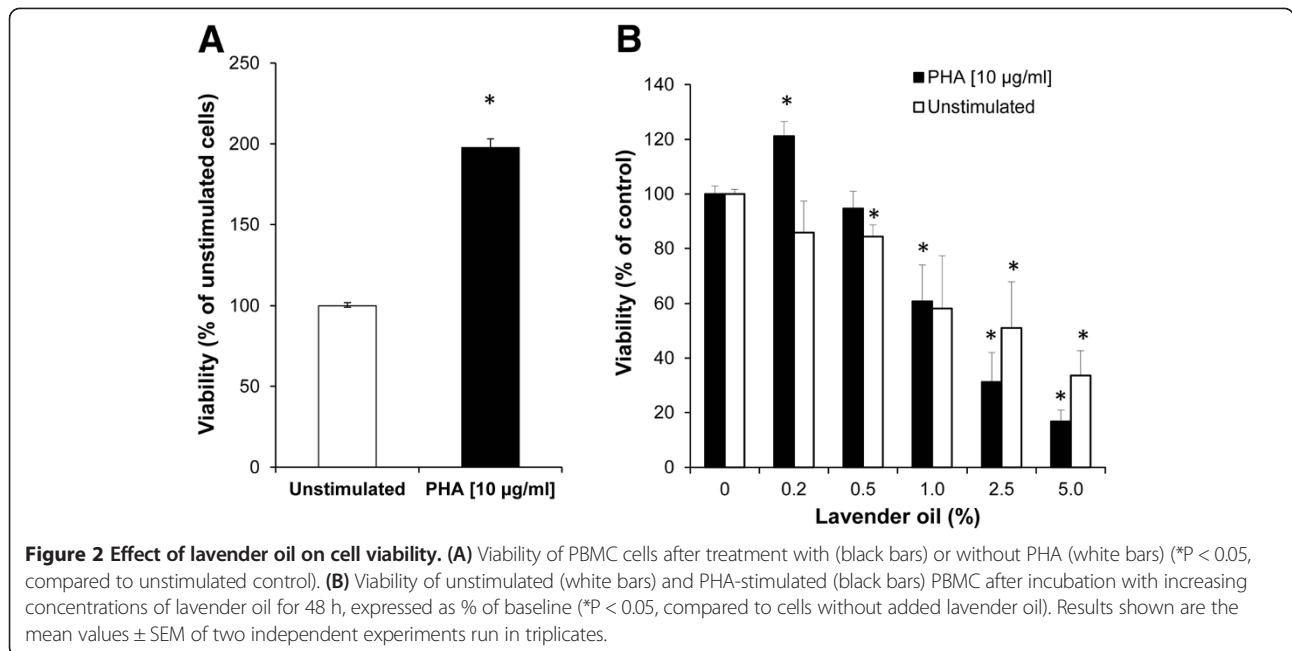 A
Viability (% of unstimulated cells)
250
200
150
100
50
0
*
Unstimulated
PHA [10 µg/ml]
B
Viability (% of control)
140
120
100
80
60
40
20
0
PHA [10 µg/ml]
Unstimulated
*
*
*
*
*
*
*
0
0.2
0.5
1.0
2.5
5.0
Lavender oil (%)
Figure 2 Effect of lavender oil on cell viability. (A) Viability of PBMC cells after treatment with (black bars) or without PHA (white bars) (*P < 0.05,
compared to unstimulated control). (B) Viability of unstimulated (white bars) and PHA-stimulated (black bars) PBMC after incubation with increasing
concentrations of lavender oil for 48 h, expressed as % of baseline (*P < 0.05, compared to cells without added lavender oil). Results shown are the
mean values ± SEM of two independent experiments run in triplicates.